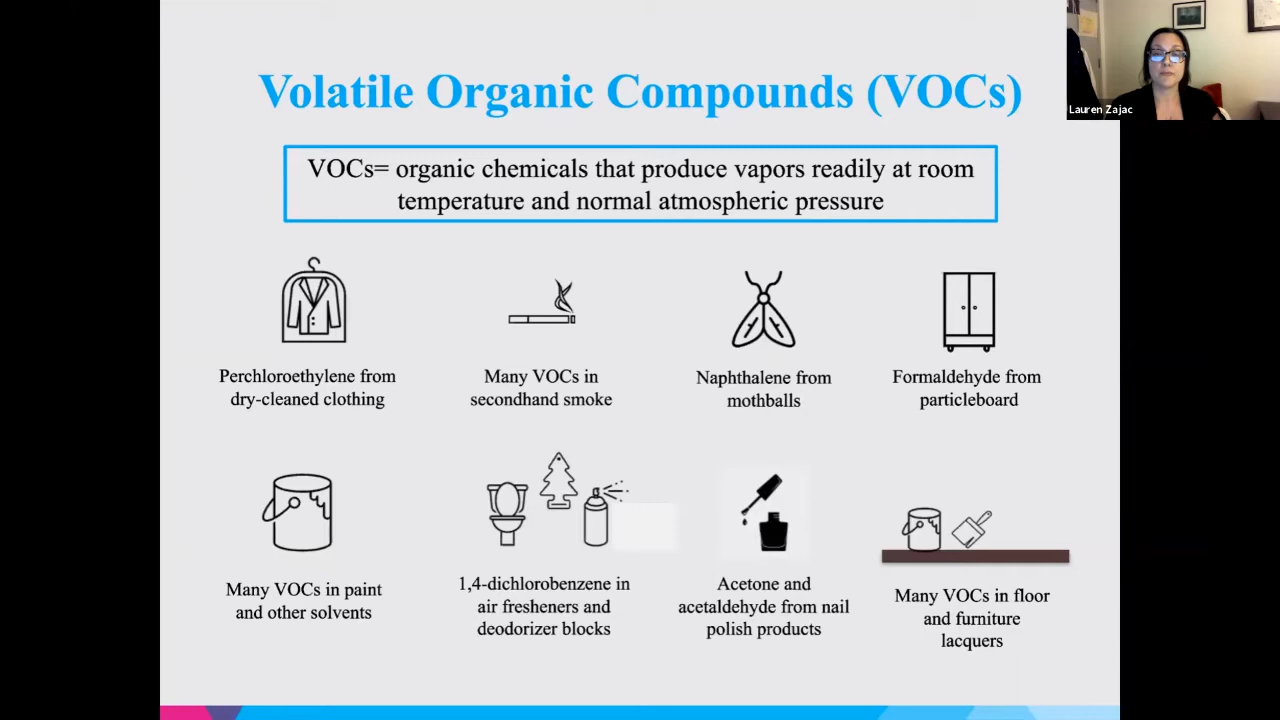 Volatile Organic Compounds (VOCs)
Lauren Zajac
VOCs= organic chemicals that produce vapors readily at room
temperature and normal atmospheric pressure
Perchloroethylene from
dry-cleaned clothing
Many VOCs in
secondhand smoke
Naphthalene from
mothballs
Formaldehyde from
particleboard
Many VOCs in paint
and other solvents
1,4-dichlorobenzene in
air fresheners and
deodorizer blocks
Acetone and
acetaldehyde from nail
polish products
Many VOCs in floor
and furniture
lacquers